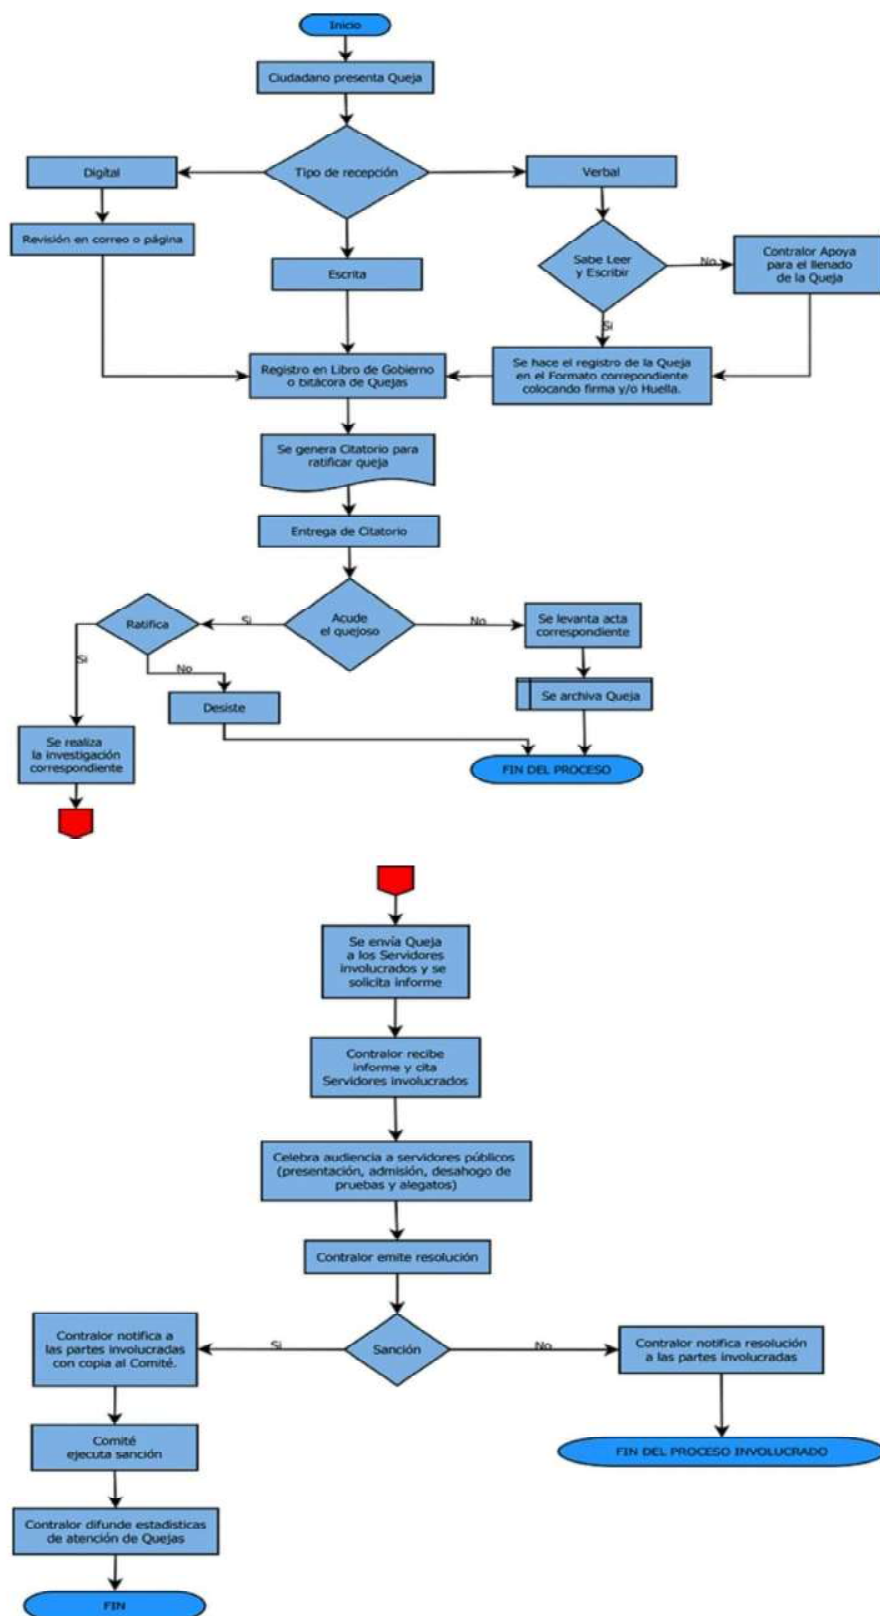 Inicio
Ciudadano presenta Queja
Tipo de recepción
Digítal
Verbal
Revisión en correo o página
Escrita
Sabe Leer
y Escribir
No
Contralor Apoya
para el llenado
de la Queja
Si
Registro en Libro de Gobierno
o bitácora de Quejas
Se hace el registro de la Queja
en el Formato correpondiente
colocando firma y/o Huella.
Se genera Citatorio para
ratificar queja
Entrega de Citatorio
Acude
el quejoso
Si
No
Ratifica
Se levanta acta
correspondiente
Si
No
Desiste
Se archiva Queja
Se realiza
la investigación
correspondiente
FIN DEL PROCESO
Se envía Queja
a los Servidores
involucrados y se
solicita informe
Contralor recibe
informe y cita
Servidores involucrados
Celebra audiencia a servidores públicos
(presentación, admisión, desahogo de
pruebas y alegatos)
Contralor emite resolución
Sanción
Si
No
Contralor notifica a
las partes involucradas
con copia al Comité.
Contralor notifica resolución
a las partes involucradas
Comité
ejecuta sanción
FIN DEL PROCESO INVOLUCRADO
Contralor difunde estadísticas
de atención de Quejas
FIN